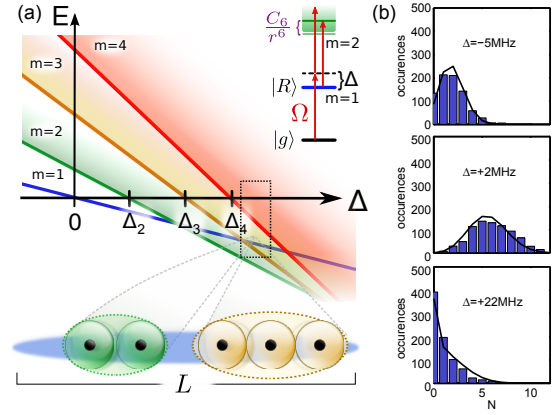 (a)
E
C₆
r⁶
m=4
m=3
m=2
m=1
m=2
|R⟩
Δ
m=1
Ω
|g⟩
0
Δ₂
Δ₃
Δ₄
Δ
L
(b)
500
400
300
200
100
0
occurences
Δ=−5MHz
500
400
300
200
100
0
occurences
Δ=+2MHz
500
400
300
200
100
0
occurences
Δ=+22MHz
0
5
10
N